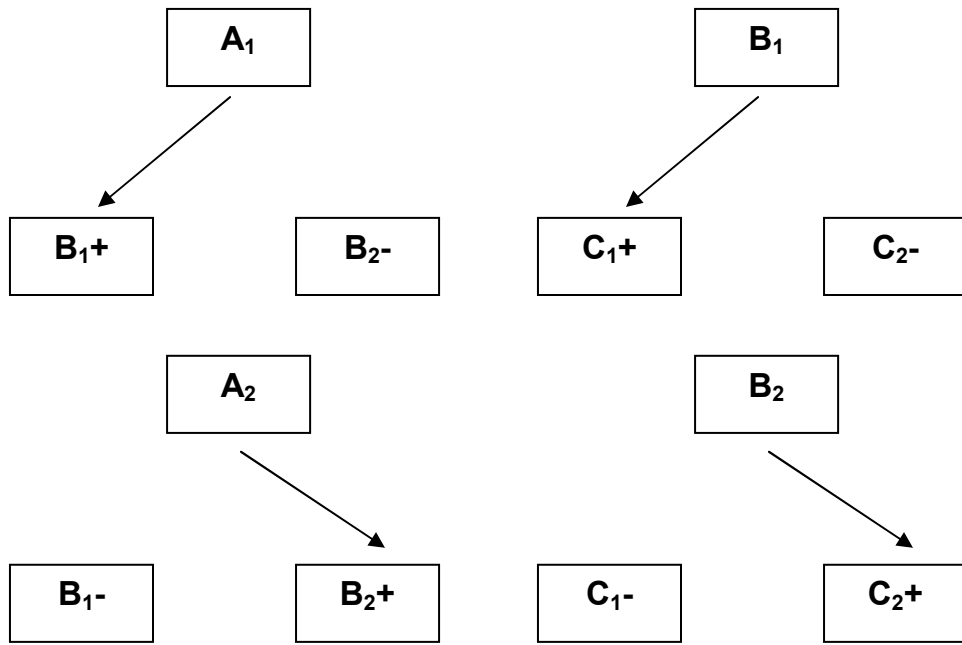 A₁ B₁
B₁+ B₂- C₁+ C₂-
A₂ B₂
B₁- B₂+ C₁- C₂+